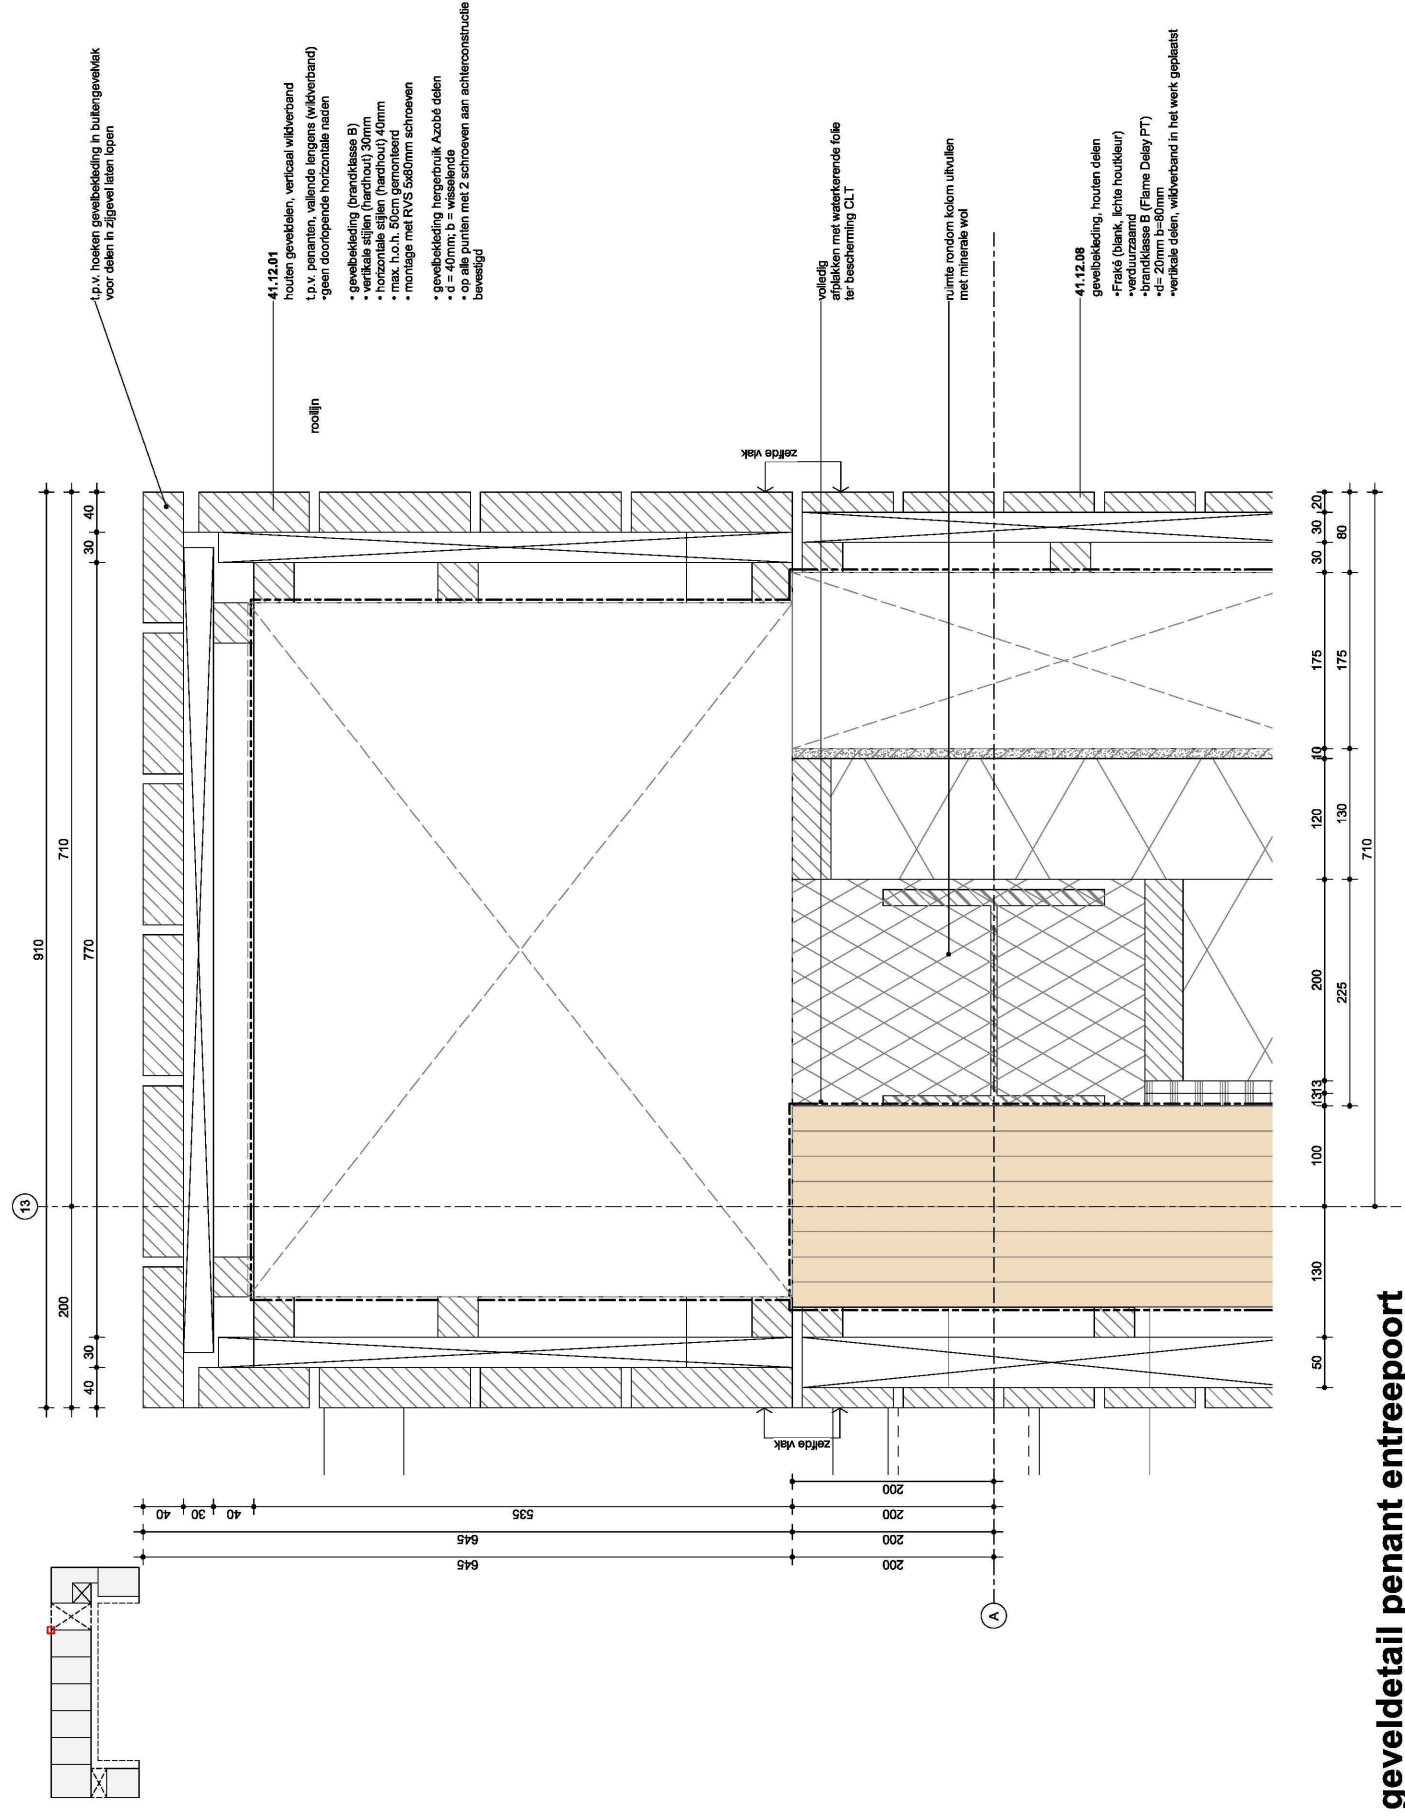 t.p.v. hoeken gevelbekleding in buitengevelvlak
voor delen in zijgevel laten lopen
41.12.01
houten geveldelen, verticaal wildverband
t.p.v. penanten, vallende lengens (wildverband)
•geen doorlopende horizontale naden
• gevelbekleding (brandklasse B)
• vertikale stijlen (hardhout) 30mm
• horizontale stijlen (hardhout) 40mm
• max. h.o.h. 50cm gemonteerd
• montage met RVS 5x80mm schroeven
• gevelbekleding hergerbruik Azobé delen
• d = 40mm; b = wisselende
• op alle punten met 2 schroeven aan achterconstructie
bevestigd
rooilijn
volledig
afplakken met waterkerende folie
ter bescherming CLT
ruimte rondom kolom uitvullen
met minerale wol
41.12.08
gevelbekleding, houten delen
•Fraké (blank, lichte houtkleur)
•verduurzaamd
•brandklasse B (Flame Delay PT)
•d= 20mm b=80mm
•vertikale delen, wildverband in het werk geplaatst
zelfde vlak
zelfde vlak
13
910
200
710
40
30
770
30
40
40
30
40
535
200
645
200
645
200
200
A
50
130
100
13
13
200
120
10
175
30
30
20
225
130
175
80
710
geveldetail penant entreepoort